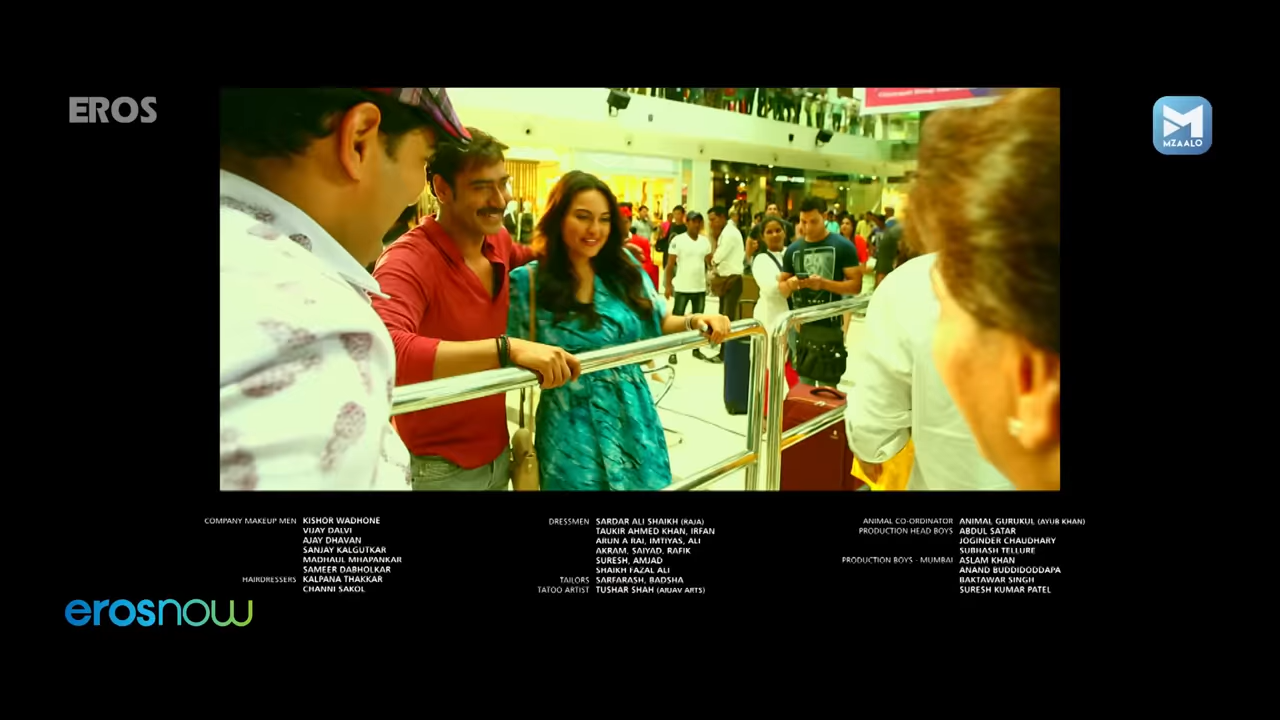 EROS
MZAALO
COMPANY MAKEUP MEN KISHOR WADHONE
VIJAY DALVI
AJAY DHAVAN
SANJAY KALGUTKAR
MADHAUL MHAPANKAR
SAMEER DABHOLKAR
HAIRDRESSERS KALPANA THAKKAR
CHANNI SAKOL
DRESSMEN SARDAR ALI SHAIKH (RAJA)
TAUKIR AHMED KHAN, IRFAN
ARUN A RAI, IMTIYAS, ALI
AKRAM, SAIYAD, RAFIK
SURESH, AMJAD
SHAIKH FAZAL ALI
TAILORS SARFARASH, BADSHA
TATOO ARTIST TUSHAR SHAH (ARJAV ARTS)
ANIMAL CO-ORDINATOR ANIMAL GURUKUL (AYUB KHAN)
PRODUCTION HEAD BOYS ABDUL SATAR
JOGINDER CHAUDHARY
SUBHASH TELLURE
PRODUCTION BOYS - MUMBAI ASLAM KHAN
ANAND BUDDIDODDAPA
BAKTAWAR SINGH
SURESH KUMAR PATEL
erosnow